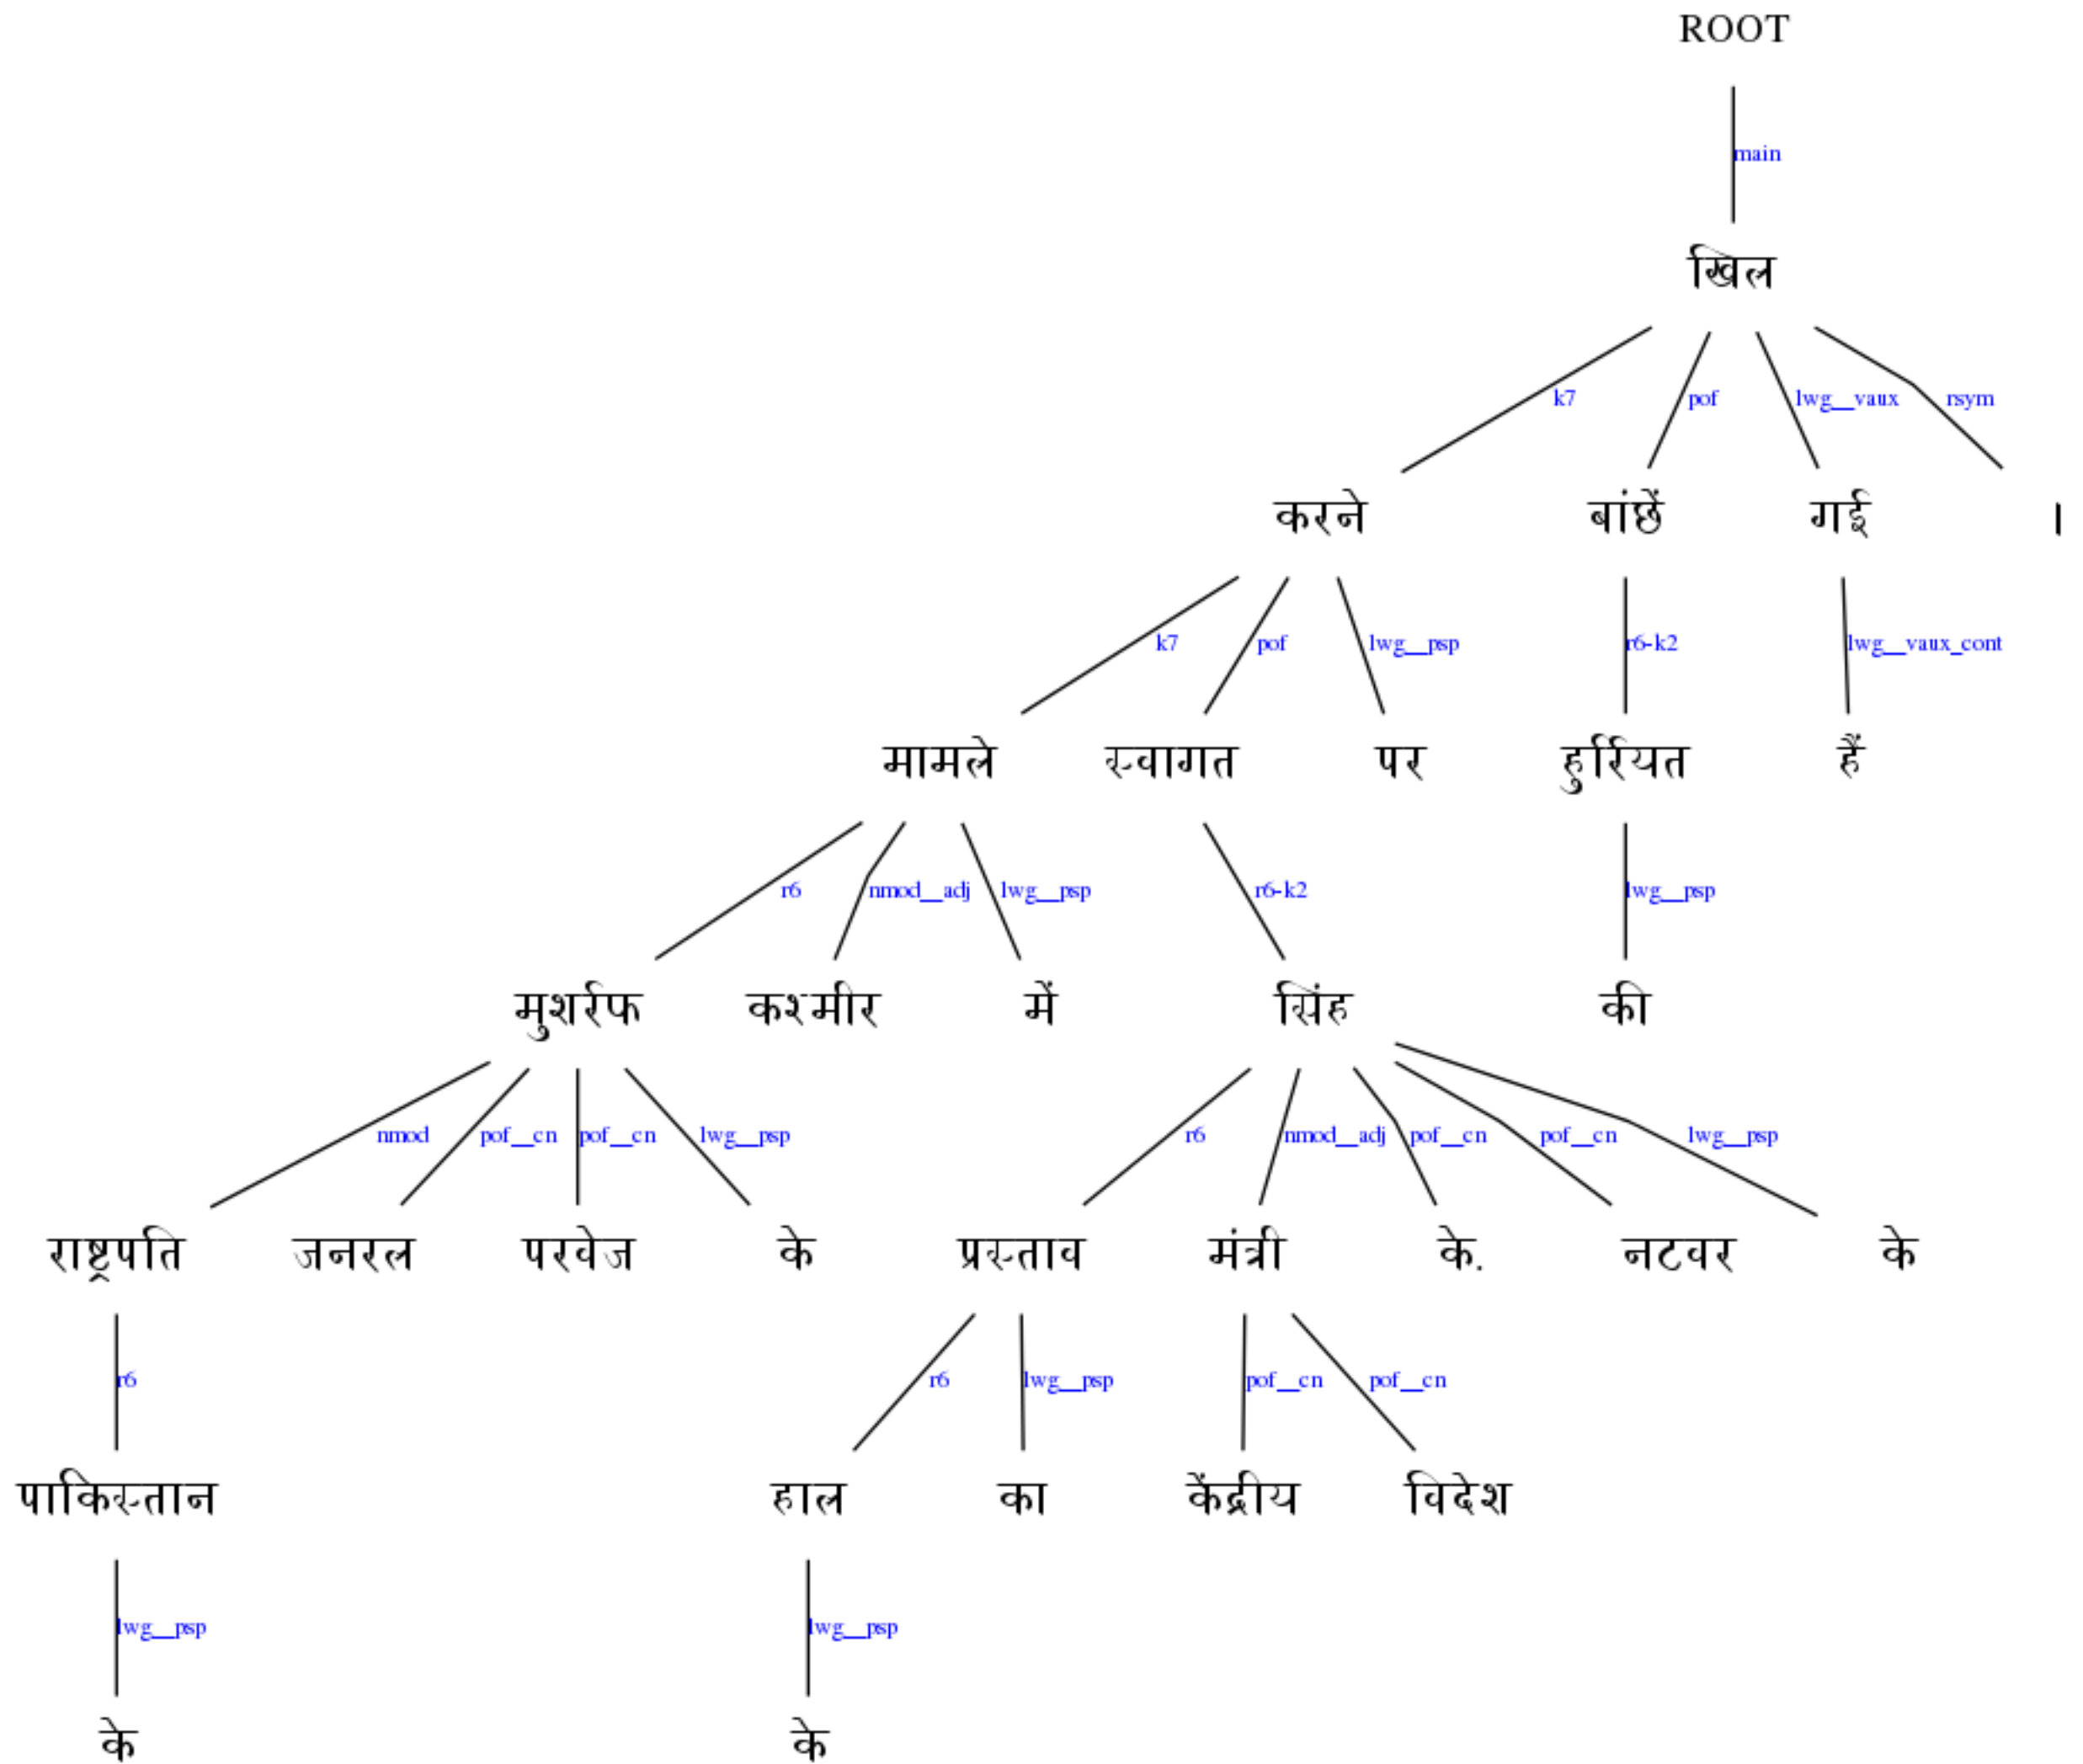 ROOT
main
खिल
k7 pof lwg__vaux rsym
करने बांछें गई ।
k7 pof lwg__psp r6-k2 lwg__vaux_cont
मामले स्वागत पर हुर्रियत हैं
r6 nmod__adj lwg__psp r6-k2 lwg__psp
मुशर्रफ कश्मीर में सिंह की
nmod pof__cn pof__cn lwg__psp r6 nmod__adj pof__cn pof__cn lwg__psp
राष्ट्रपति जनरल परवेज के प्रस्ताव मंत्री के. नटवर के
r6 r6 lwg__psp pof__cn pof__cn
पाकिस्तान हाल का केंद्रीय विदेश
lwg__psp lwg__psp
के के